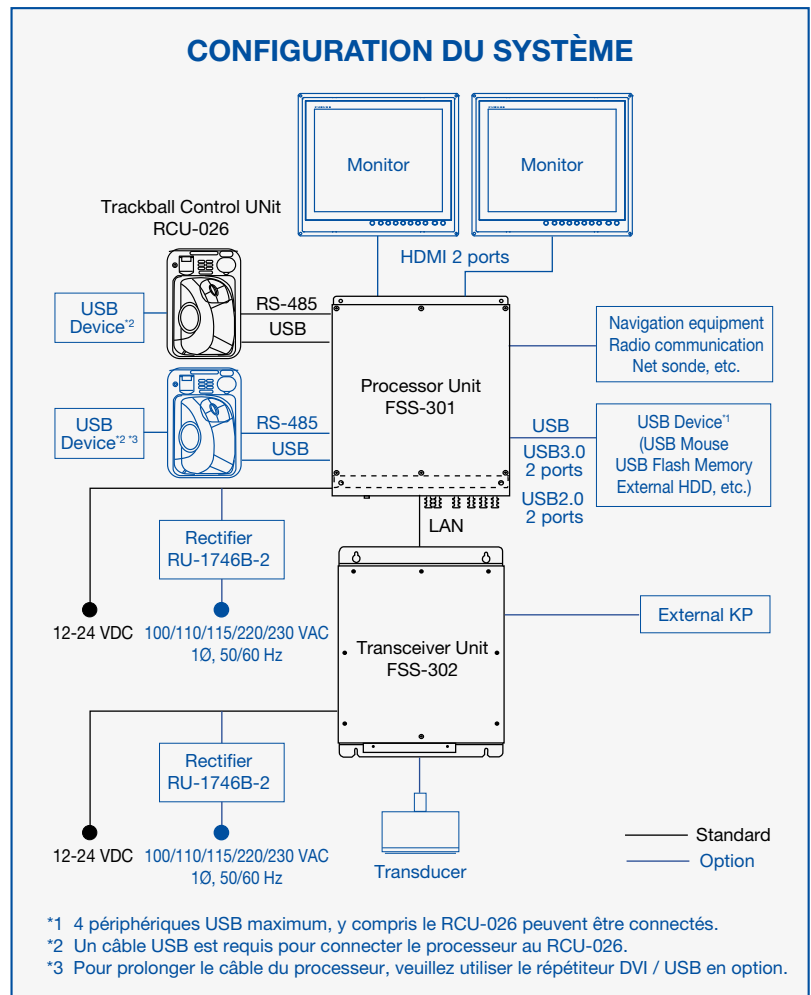 CONFIGURATION DU SYSTÈME
Monitor
Monitor
Trackball Control UNit
RCU-026
HDMI 2 ports
USB
Device*2
RS-485
USB
Navigation equipment
Radio communication
Net sonde, etc.
Processor Unit
FSS-301
USB
Device*2 *3
RS-485
USB
USB
USB3.0
2 ports
USB2.0
2 ports
USB Device*1
(USB Mouse
USB Flash Memory
External HDD, etc.)
LAN
Rectifier
RU-1746B-2
12-24 VDC
100/110/115/220/230 VAC
1Ø, 50/60 Hz
External KP
Transceiver Unit
FSS-302
Rectifier
RU-1746B-2
12-24 VDC
100/110/115/220/230 VAC
1Ø, 50/60 Hz
Transducer
Standard
Option
*1 4 périphériques USB maximum, y compris le RCU-026 peuvent être connectés.
*2 Un câble USB est requis pour connecter le processeur au RCU-026.
*3 Pour prolonger le câble du processeur, veuillez utiliser le répétiteur DVI / USB en option.